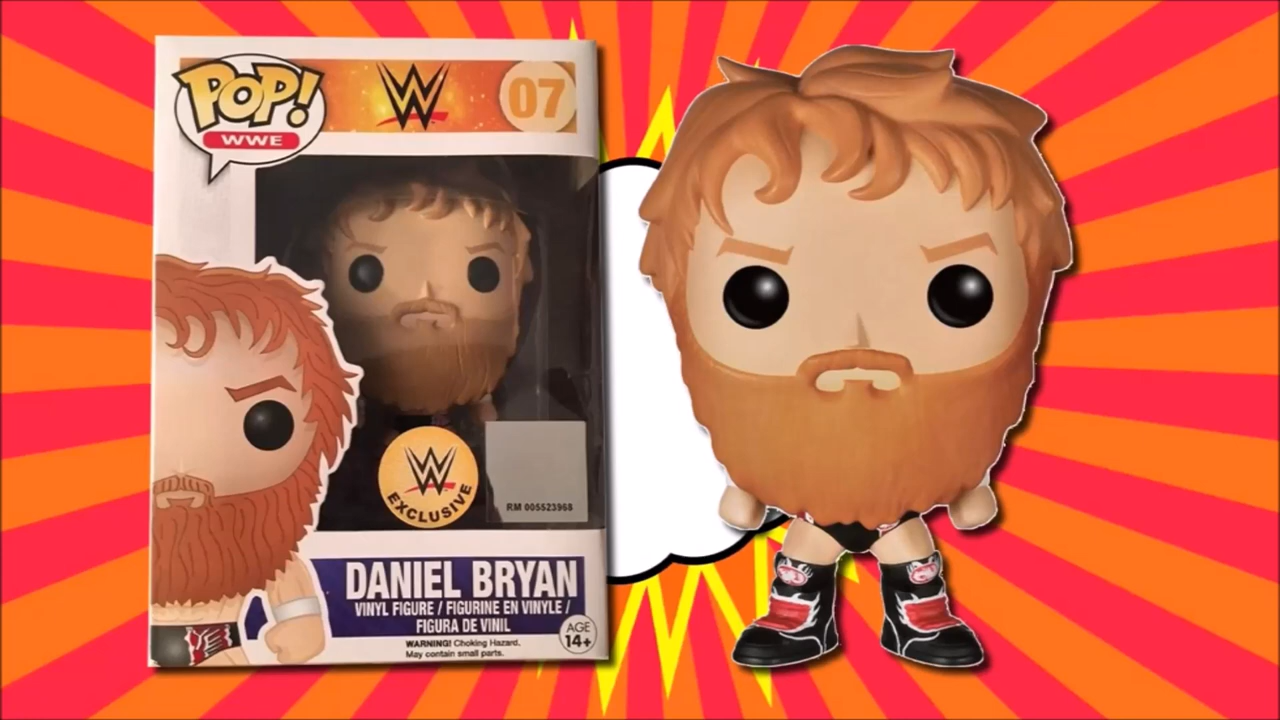 POP!
WWE
W
07
W
EXCLUSIVE
RM 005523968
DANIEL BRYAN
VINYL FIGURE / FIGURINE EN VINYLE /
FIGURA DE VINIL
AGE
14+
WARNING! Choking Hazard.
May contain small parts.